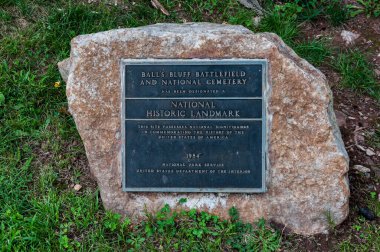 BALL'S BLUFF BATTLEFIELD
AND NATIONAL CEMETERY
HAS BEEN DESIGNATED A
NATIONAL
HISTORIC LANDMARK
THIS SITE POSSESSES NATIONAL SIGNIFICANCE
IN COMMEMORATING THE HISTORY OF THE
UNITED STATES OF AMERICA
1984
NATIONAL PARK SERVICE
UNITED STATES DEPARTMENT OF THE INTERIOR